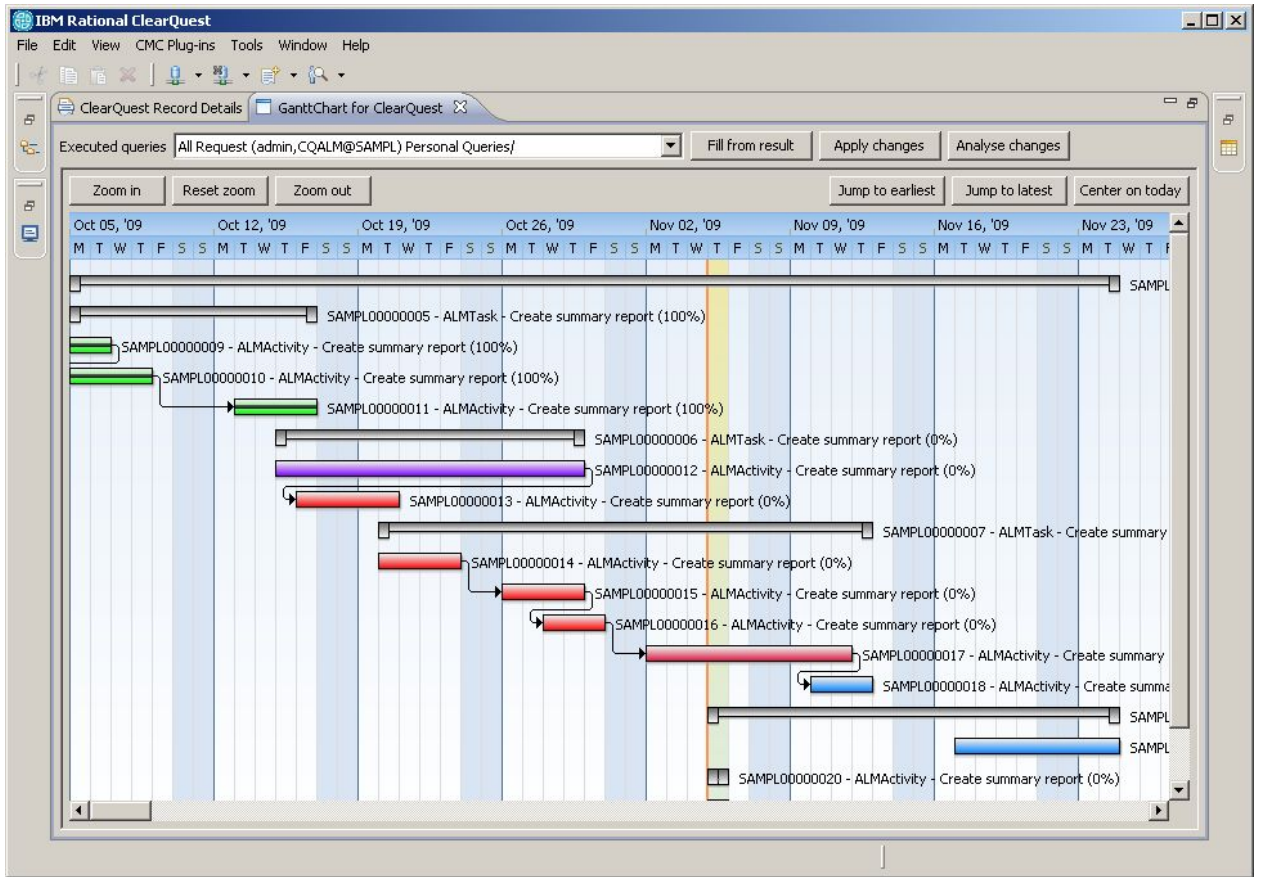 IBM Rational ClearQuest
File Edit View CMC Plug-ins Tools Window Help
ClearQuest Record Details GanttChart for ClearQuest
Executed queries All Request (admin,CQALM@SAMPL) Personal Queries/ Fill from result Apply changes Analyse changes
Zoom in Reset zoom Zoom out Jump to earliest Jump to latest Center on today
Oct 05, '09 Oct 12, '09 Oct 19, '09 Oct 26, '09 Nov 02, '09 Nov 09, '09 Nov 16, '09 Nov 23, '09
M T W T F S S M T W T F S S M T W T F S S M T W T F S S M T W T F S S M T W T F S S M T W T F S S M T W T F
SAMPL
SAMPL00000005 - ALMTask - Create summary report (100%)
SAMPL00000009 - ALMActivity - Create summary report (100%)
SAMPL00000010 - ALMActivity - Create summary report (100%)
SAMPL00000011 - ALMActivity - Create summary report (100%)
SAMPL00000006 - ALMTask - Create summary report (0%)
SAMPL00000012 - ALMActivity - Create summary report (0%)
SAMPL00000013 - ALMActivity - Create summary report (0%)
SAMPL00000007 - ALMTask - Create summary
SAMPL00000014 - ALMActivity - Create summary report (0%)
SAMPL00000015 - ALMActivity - Create summary report (0%)
SAMPL00000016 - ALMActivity - Create summary report (0%)
SAMPL00000017 - ALMActivity - Create summary
SAMPL00000018 - ALMActivity - Create summa
SAMPL
SAMPL
SAMPL00000020 - ALMActivity - Create summary report (0%)